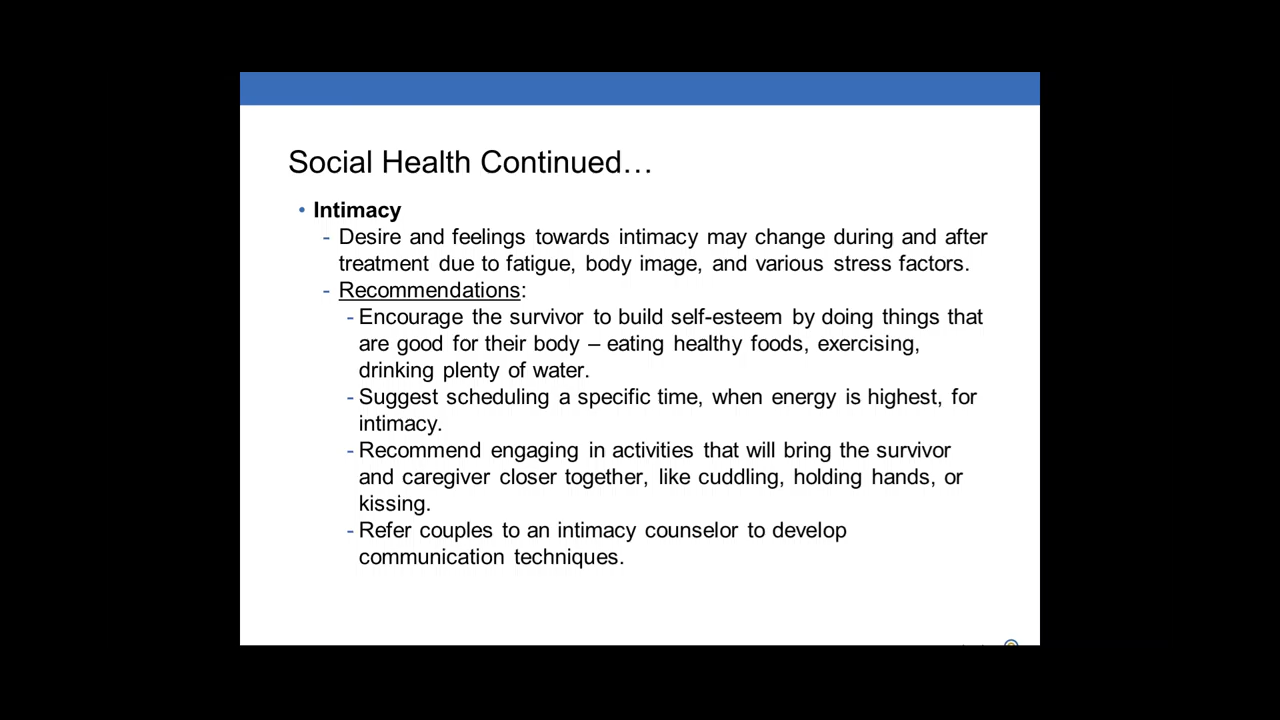 Social Health Continued…
• Intimacy
- Desire and feelings towards intimacy may change during and after
treatment due to fatigue, body image, and various stress factors.
- Recommendations:
- Encourage the survivor to build self-esteem by doing things that
are good for their body – eating healthy foods, exercising,
drinking plenty of water.
- Suggest scheduling a specific time, when energy is highest, for
intimacy.
- Recommend engaging in activities that will bring the survivor
and caregiver closer together, like cuddling, holding hands, or
kissing.
- Refer couples to an intimacy counselor to develop
communication techniques.